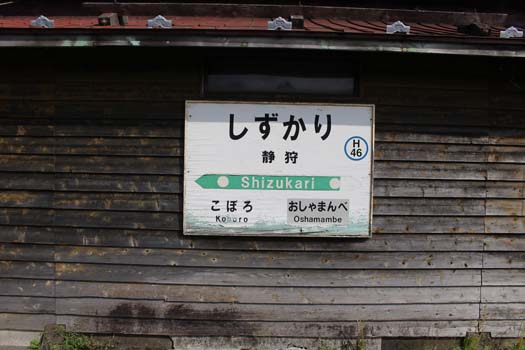 しずかり
静狩
H
46
Shizukari
こぼろ
Koboro
おしゃまんべ
Oshamambe